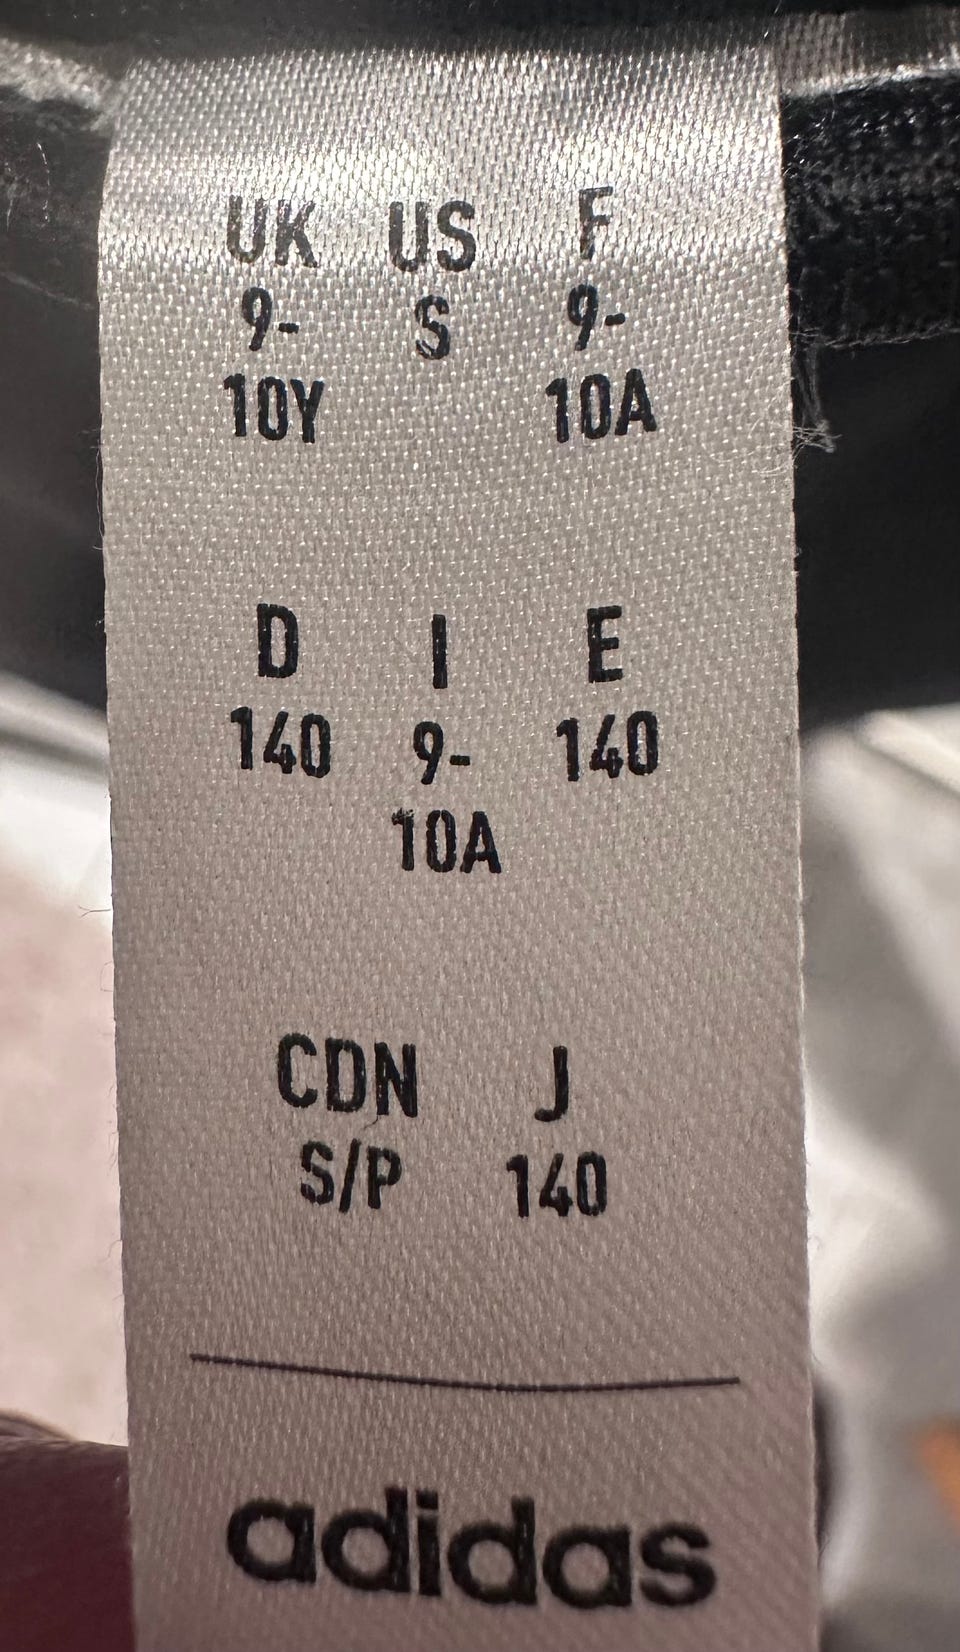 UK US F
9- S 9-
10Y 10A
D I E
140 9- 140
10A
CDN J
S/P 140
adidas